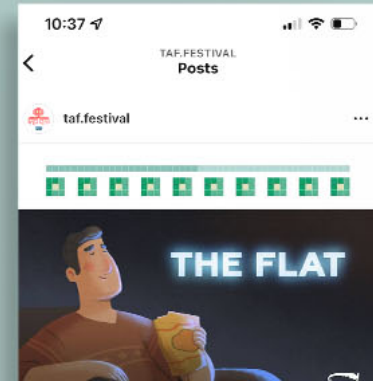 10:37
TAF.FESTIVAL
Posts
taf.festival
THE FLAT